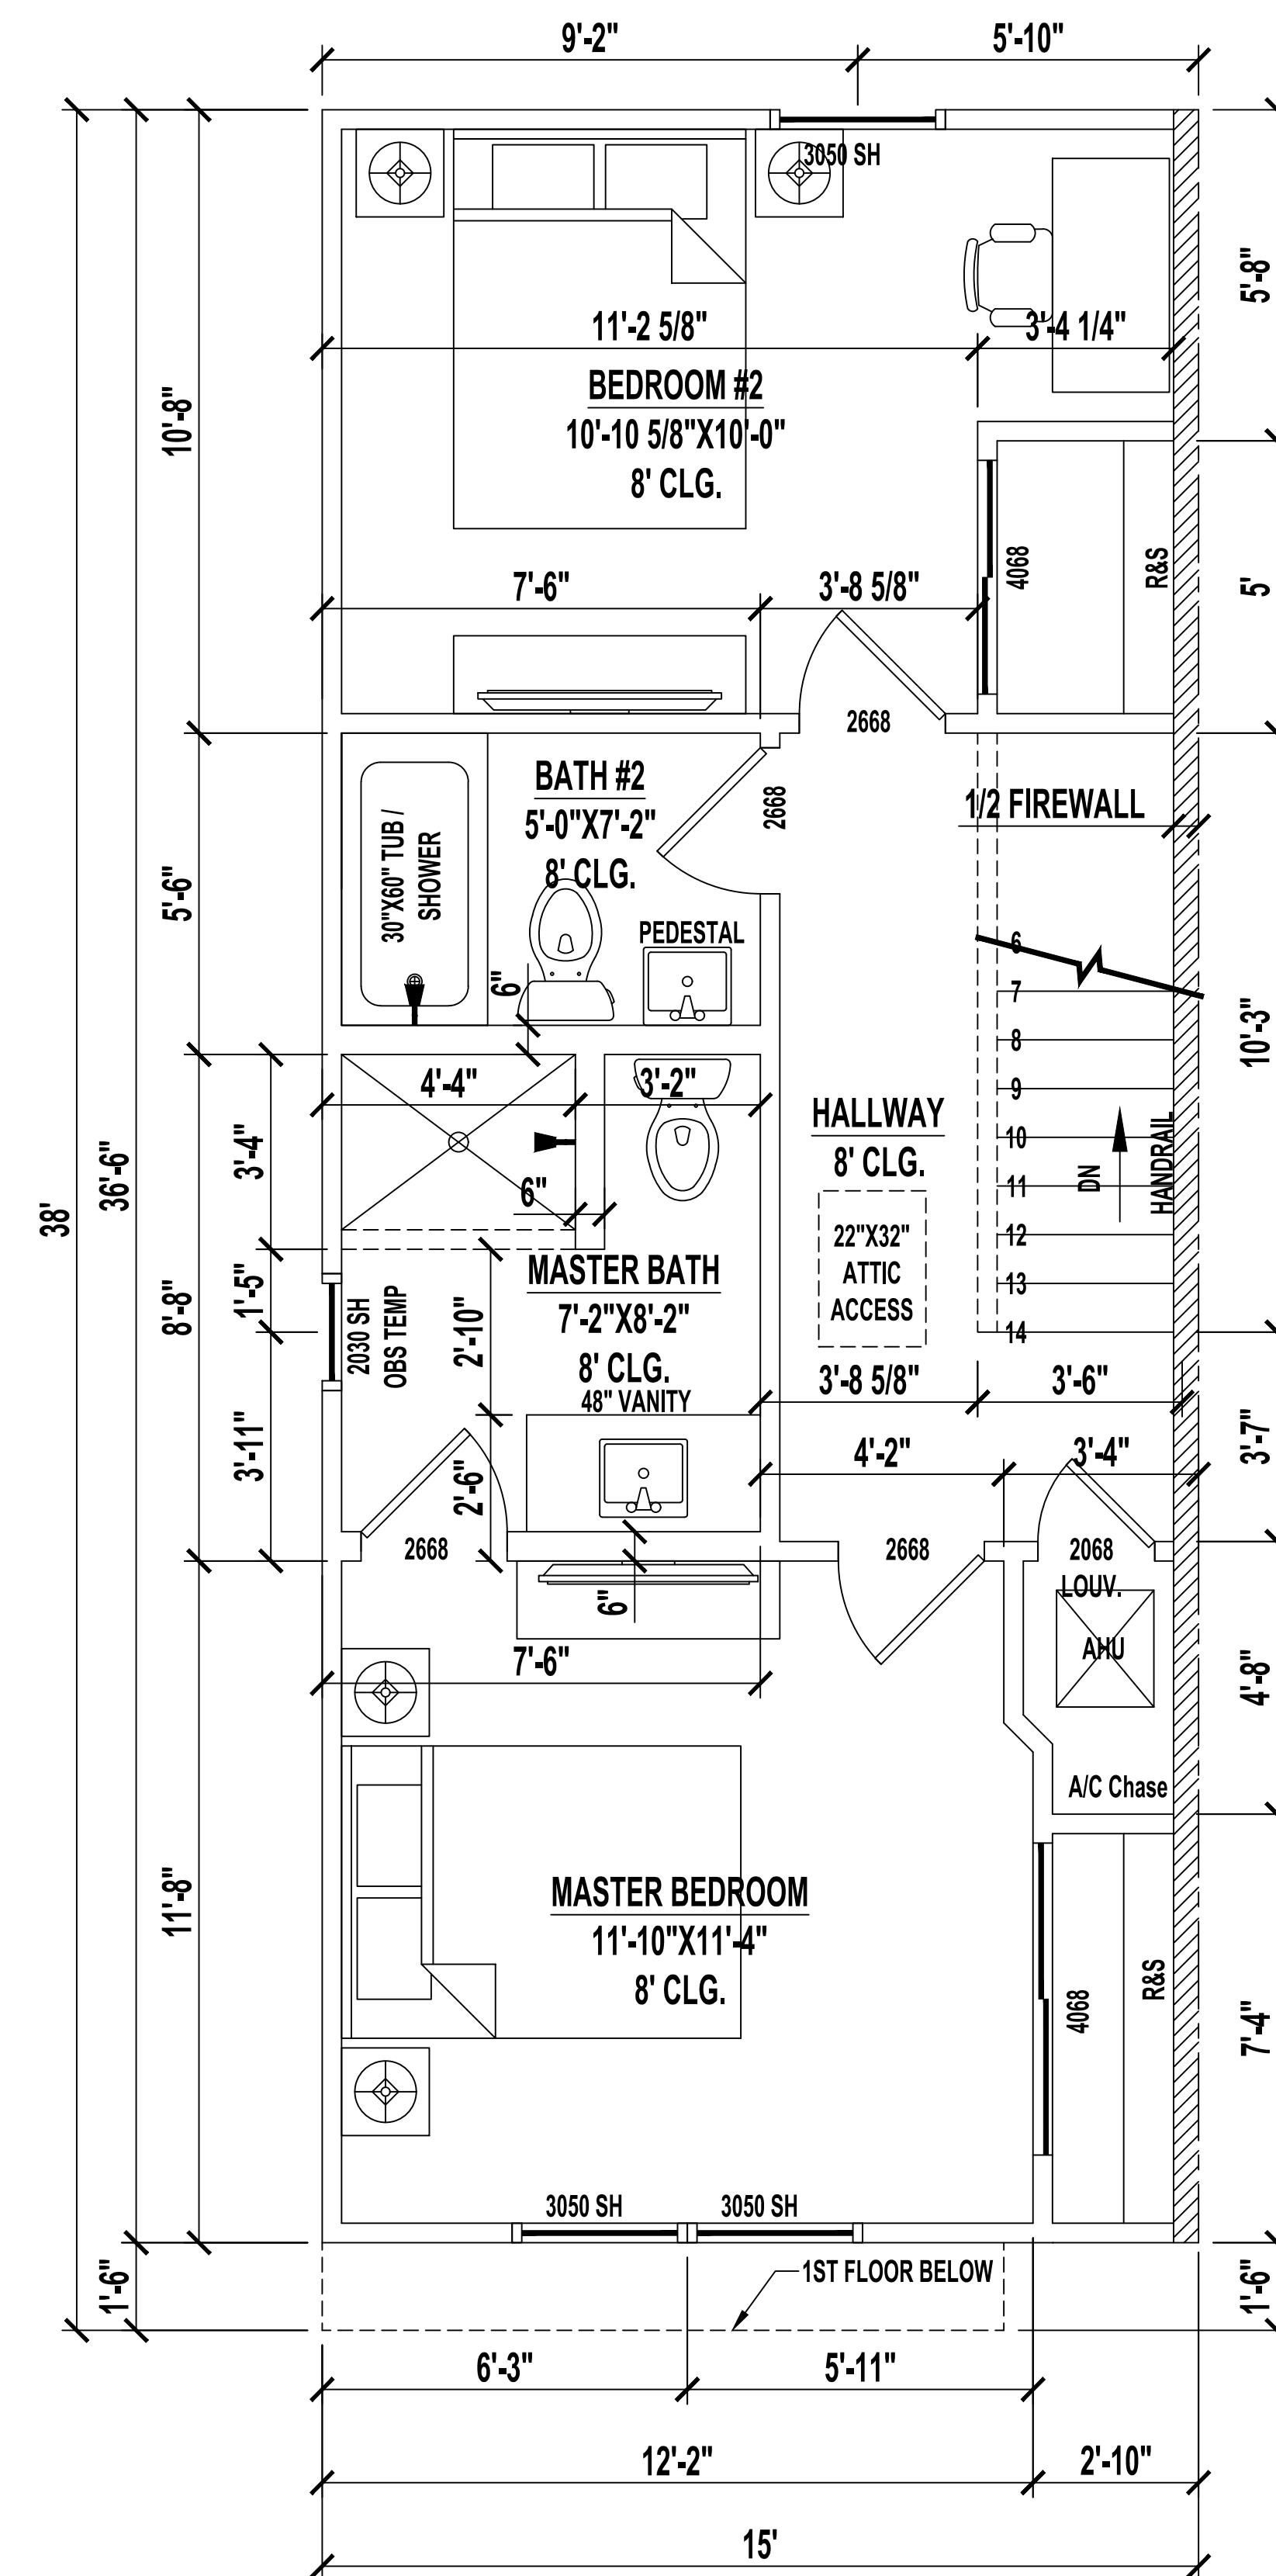 9'-2"
5'-10"
3050 SH
5'-8"
11'-2 5/8"
3'-4 1/4"
BEDROOM #2
10'-10 5/8"X10'-0"
8' CLG.
10'-8"
4068
R&S
5'
7'-6"
3'-8 5/8"
2668
BATH #2
5'-0"X7'-2"
8' CLG.
2668
1/2 FIREWALL
30"X60" TUB /
SHOWER
5'-6"
PEDESTAL
6"
6
7
8
9
10
11
12
13
14
10'-3"
4'-4"
3'-2"
HALLWAY
8' CLG.
DN
HANDRAIL
3'-4"
36'-6"
38'
6"
22"X32"
ATTIC
ACCESS
MASTER BATH
7'-2"X8'-2"
8' CLG.
48" VANITY
1'-5"
8'-8"
2030 SH
OBS TEMP
2'-10"
3'-8 5/8"
3'-6"
3'-11"
2'-6"
4'-2"
3'-4"
3'-7"
2668
2668
2068
LOUV.
AHU
6"
7'-6"
4'-8"
A/C Chase
MASTER BEDROOM
11'-10"X11'-4"
8' CLG.
11'-8"
4068
R&S
7'-4"
3050 SH
3050 SH
1ST FLOOR BELOW
1'-6"
1'-6"
6'-3"
5'-11"
12'-2"
2'-10"
15'